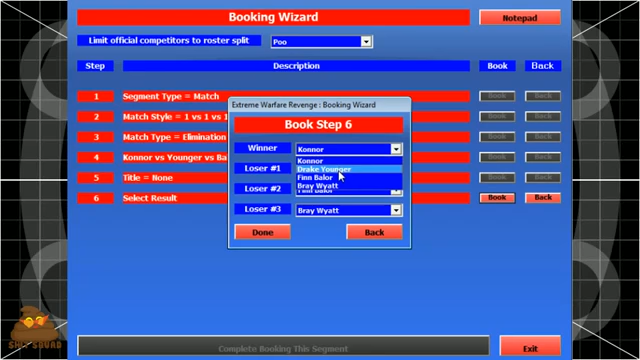 Booking Wizard
Notepad
Limit official competitors to roster split
Poo
Step
Description
Book
Back
1
Segment Type = Match
Book
Back
2
Match Style = 1 vs 1 vs
Book
Back
3
Match Type = Elimination
Book
Back
4
Konnor vs Younger vs Ba
Book
Back
5
Title = None
Book
Back
6
Select Result
Book
Back
Extreme Warfare Revenge : Booking Wizard
Book Step 6
Winner
Konnor
Konnor
Drake Younger
Finn Balor
Bray Wyatt
Loser #1
Loser #2
Finn Balor
Loser #3
Bray Wyatt
Done
Back
Complete Booking This Segment
Exit
SHIT SQUAD